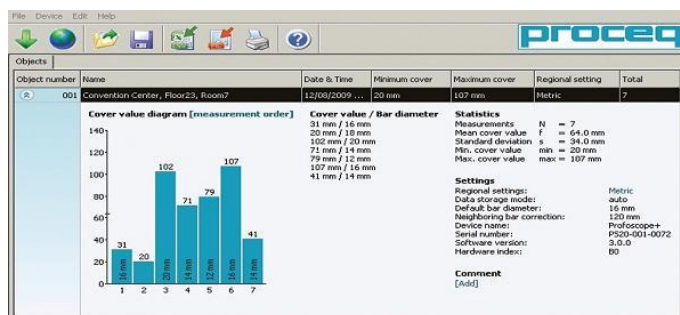 File Device Edit Help
proceq
Objects
Object number Name Date & Time Minimum cover Maximum cover Regional setting Total
001 Convention Center, Floor23, Room7 12/08/2009 ... 20 mm 107 mm Metric 7
Cover value diagram [measurement order]
140
120
100
80
60
40
20
0
31 20 102 71 79 107 41
16 mm 20 mm 14 mm 12 mm 16 mm 14 mm
1 2 3 4 5 6 7
Cover value / Bar diameter
31 mm / 16 mm
20 mm / 18 mm
102 mm / 20 mm
71 mm / 14 mm
79 mm / 12 mm
107 mm / 16 mm
41 mm / 14 mm
Statistics
Measurements N = 7
Mean cover value f = 64.0 mm
Standard deviation s = 34.0 mm
Min. cover value min = 20 mm
Max. cover value max = 107 mm
Settings
Regional settings: Metric
Data storage mode: auto
Default bar diameter: 16 mm
Neighboring bar correction: 120 mm
Device name: Profoscope+
Serial number: PS20-001-0072
Software version: 3.0.0
Hardware index: B0
Comment
[Add]